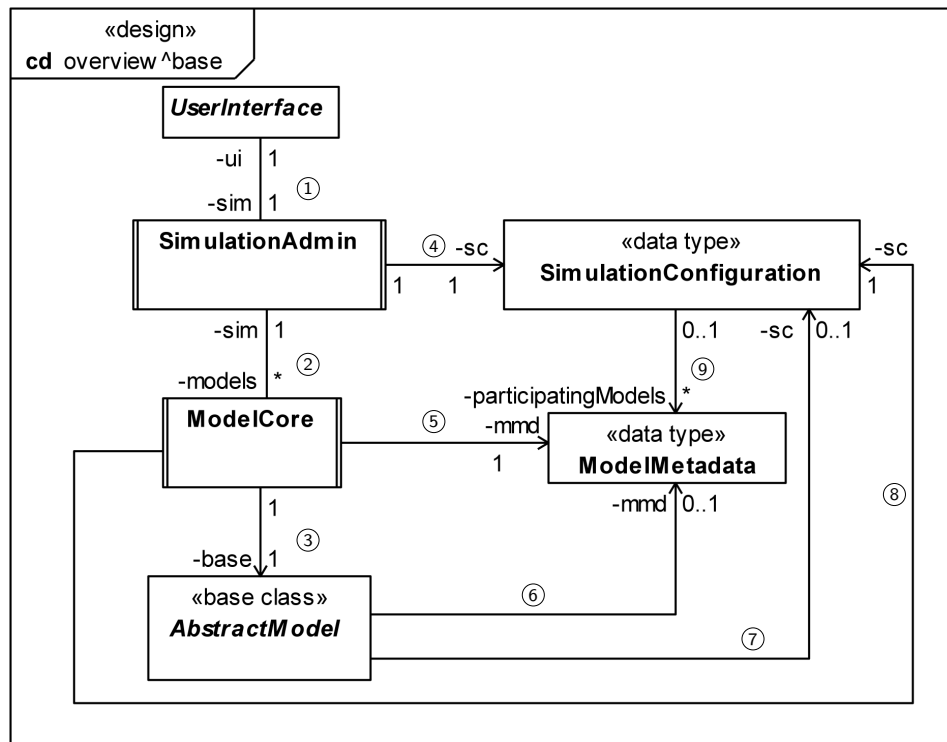 «design»
cd overview ^base
UserInterface
-ui 1
①
-sim 1
SimulationAdmin
④ -sc
1 1
«data type»
SimulationConfiguration
-sc
1
-sim 1
②
-models *
0..1
⑨
-participatingModels *
-sc 0..1
ModelCore
⑤
-mmd
1
«data type»
ModelMetadata
-mmd 0..1
⑧
1
③
-base 1
«base class»
AbstractModel
⑥
⑦